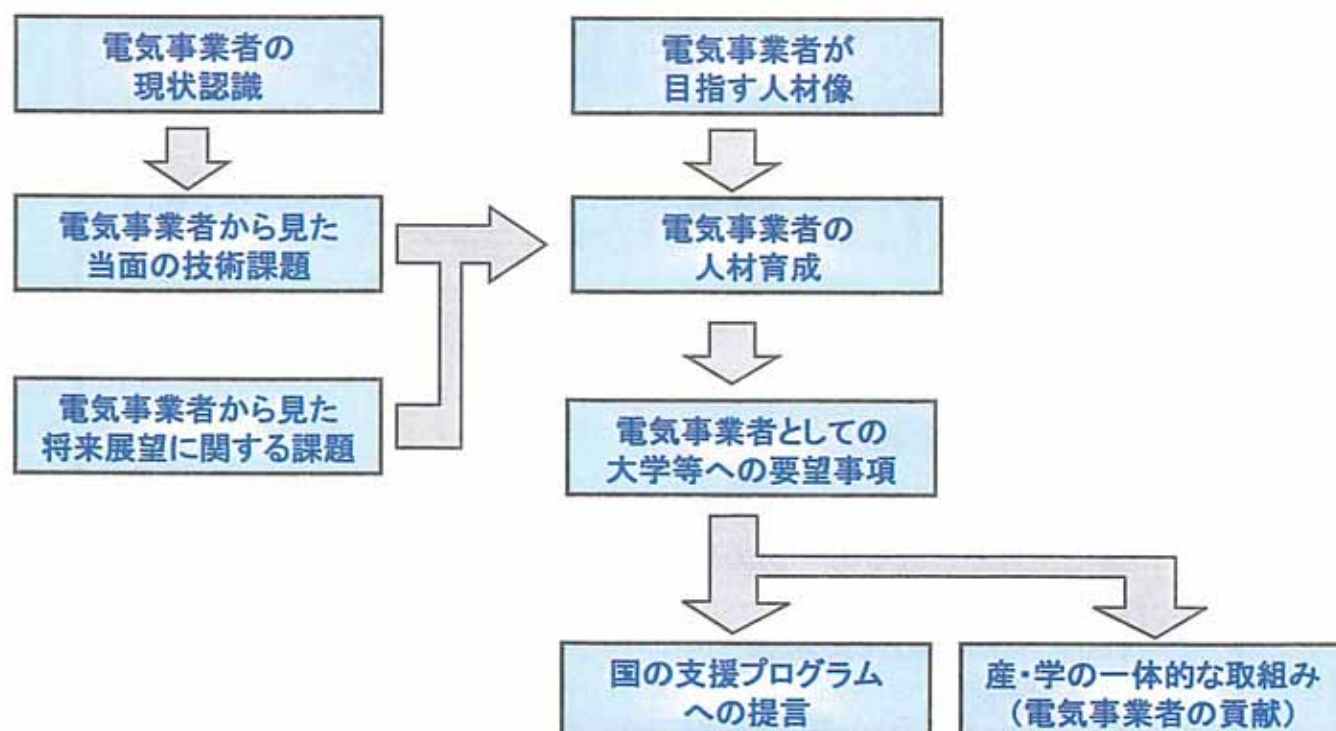 電気事業者の
現状認識
電気事業者が
目指す人材像
電気事業者から見た
当面の技術課題
電気事業者の
人材育成
電気事業者から見た
将来展望に関する課題
電気事業者としての
大学等への要望事項
国の支援プログラム
への提言
産・学の一体的な取組み
（電気事業者の貢献）